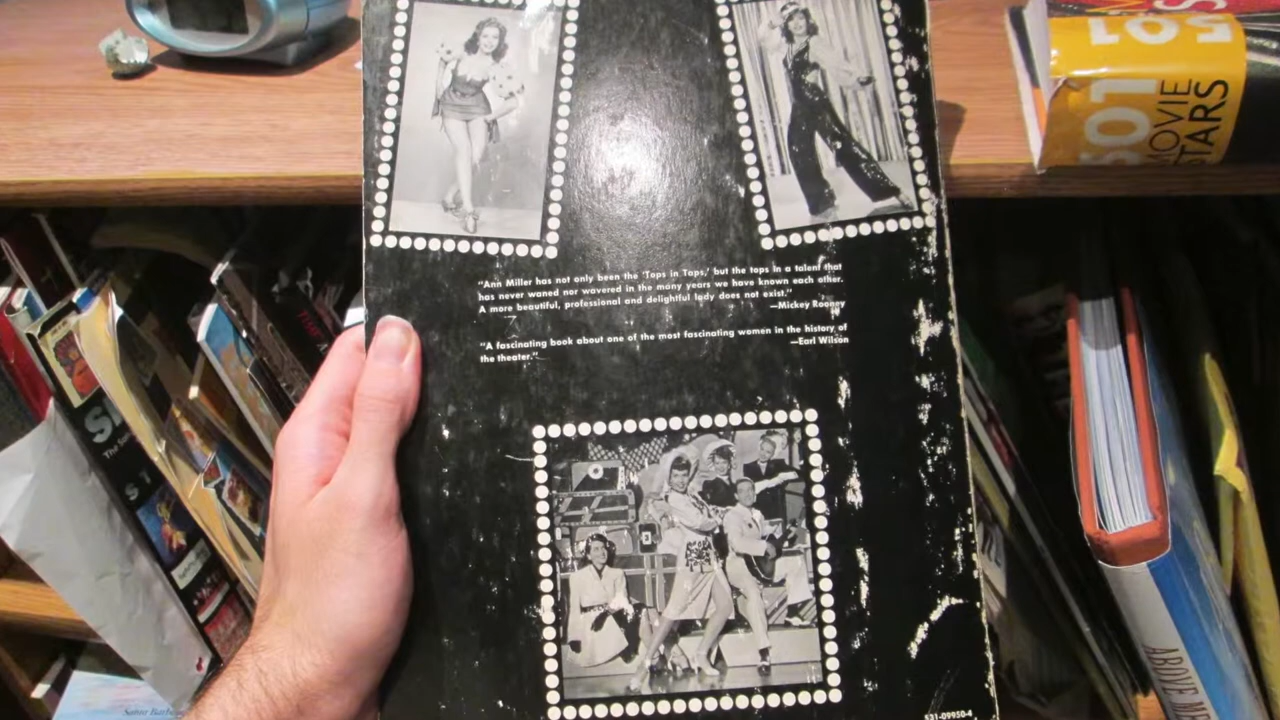 501
501
MOVIE
STARS
"Ann Miller has not only been the 'Tops in Taps,' but the tops in a talent that
has never waned nor wavered in the many years we have known each other.
A more beautiful, professional and delightful lady does not exist."
—Mickey Rooney
"A fascinating book about one of the most fascinating women in the history of
the theater."
—Earl Wilson
ABOVE
531-09950-4